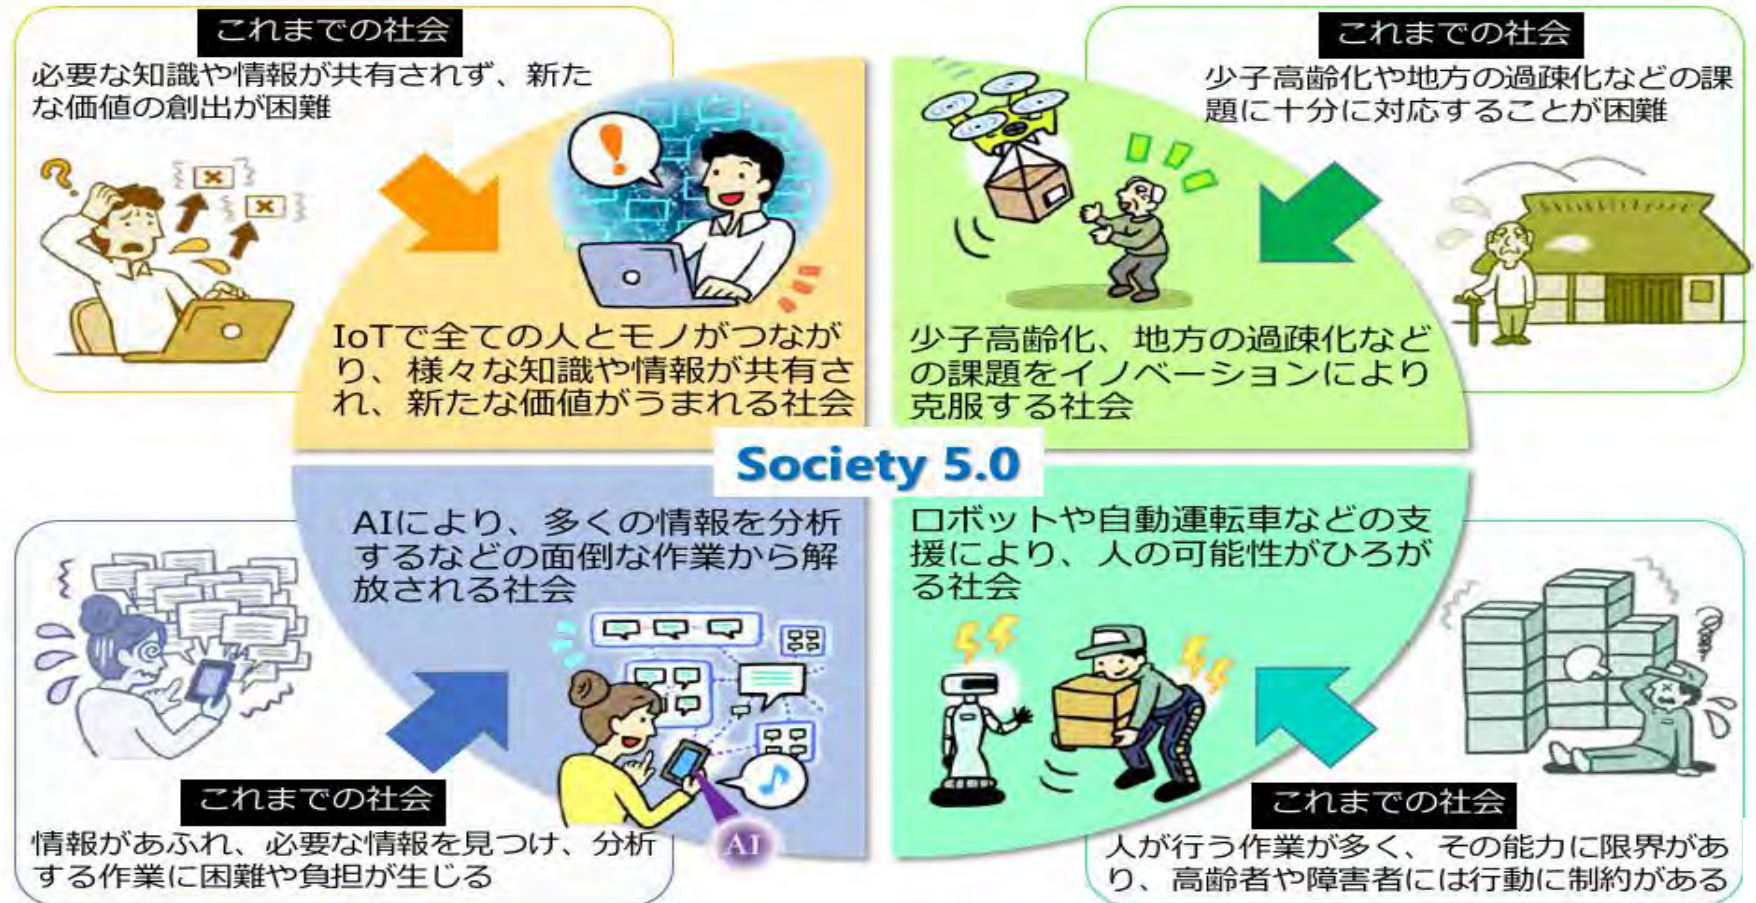 これまでの社会
必要な知識や情報が共有されず、新た
な価値の創出が困難
IoTで全ての人とモノがつなが
り、様々な知識や情報が共有さ
れ、新たな価値がうまれる社会
これまでの社会
少子高齢化や地方の過疎化などの課
題に十分に対応することが困難
少子高齢化、地方の過疎化など
の課題をイノベーションにより
克服する社会
Society 5.0
AIにより、多くの情報を分析
するなどの面倒な作業から解
放される社会
AI
これまでの社会
情報があふれ、必要な情報を見つけ、分析
する作業に困難や負担が生じる
ロボットや自動運転車などの支
援により、人の可能性がひろが
る社会
これまでの社会
人が行う作業が多く、その能力に限界があ
り、高齢者や障害者には行動に制約がある